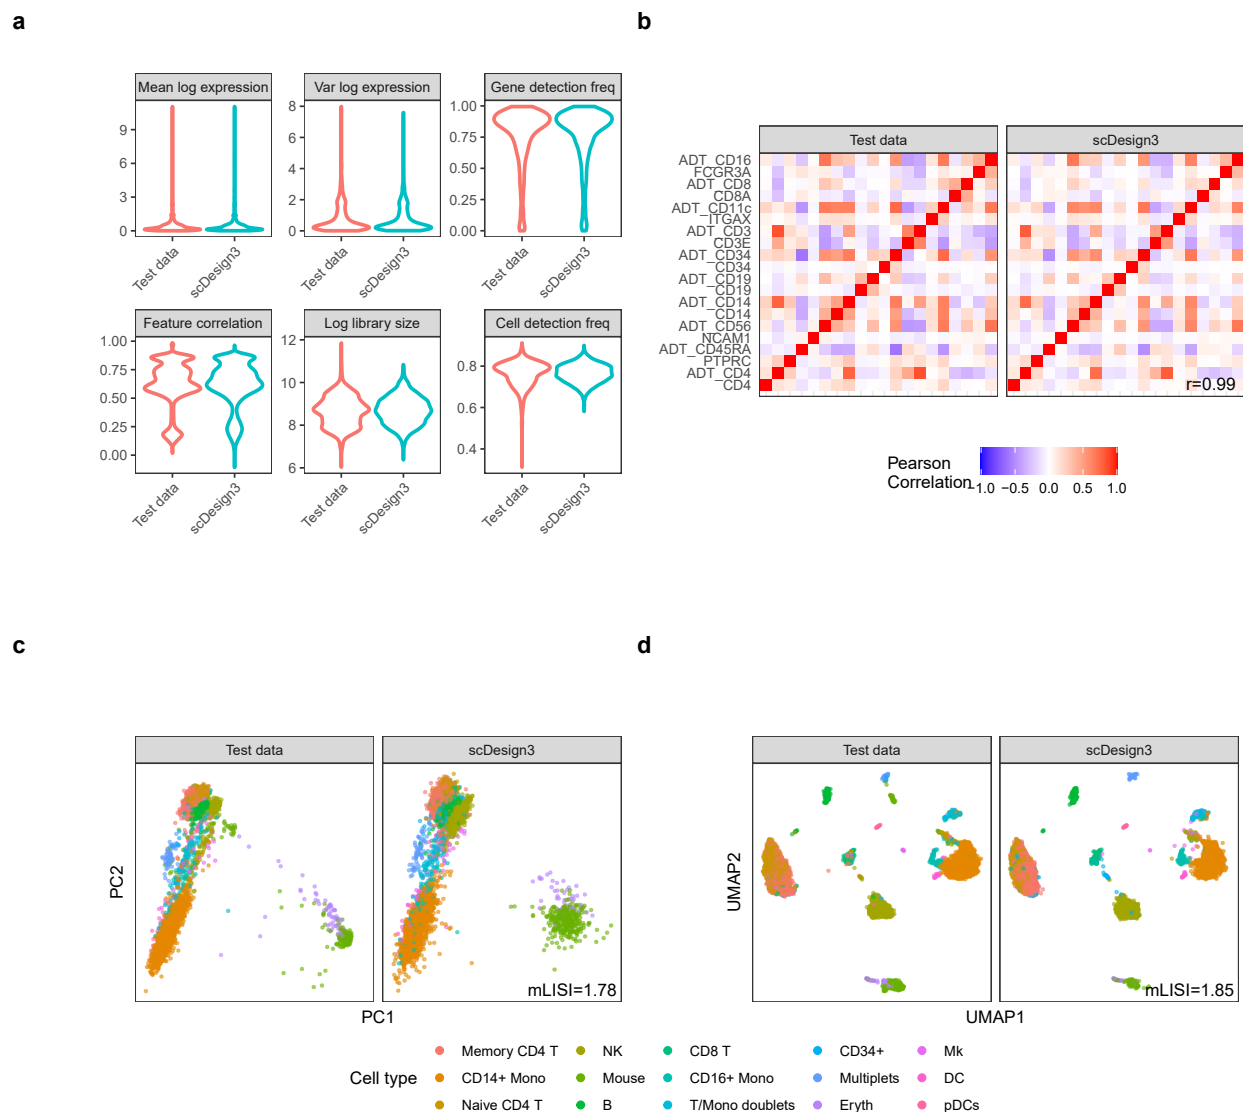 a
b
Mean log expression
Var log expression
Gene detection freq
9
6
3
0
8
6
4
2
0
1.00
0.75
0.50
0.25
0.00
Test data
scDesign3
Test data
scDesign3
Test data
scDesign3
Feature correlation
Log library size
Cell detection freq
1.00
0.75
0.50
0.25
0.00
12
10
8
6
0.8
0.6
0.4
Test data
scDesign3
Test data
scDesign3
Test data
scDesign3
Test data
scDesign3
ADT_CD16
FCGR3A
ADT_CD8
CD8A
ADT_CD11c
ITGAX
ADT_CD3
CD3E
ADT_CD34
CD34
ADT_CD19
CD19
ADT_CD14
CD14
ADT_CD56
NCAM1
ADT_CD45RA
PTPRC
ADT_CD4
CD4
r=0.99
Pearson
Correlation
−1.0 −0.5 0.0 0.5 1.0
c
d
Test data
scDesign3
PC2
mLISI=1.78
PC1
Test data
scDesign3
UMAP2
mLISI=1.85
UMAP1
Cell type
Memory CD4 T
NK
CD8 T
CD34+
Mk
CD14+ Mono
Mouse
CD16+ Mono
Multiplets
DC
Naive CD4 T
B
T/Mono doublets
Eryth
pDCs